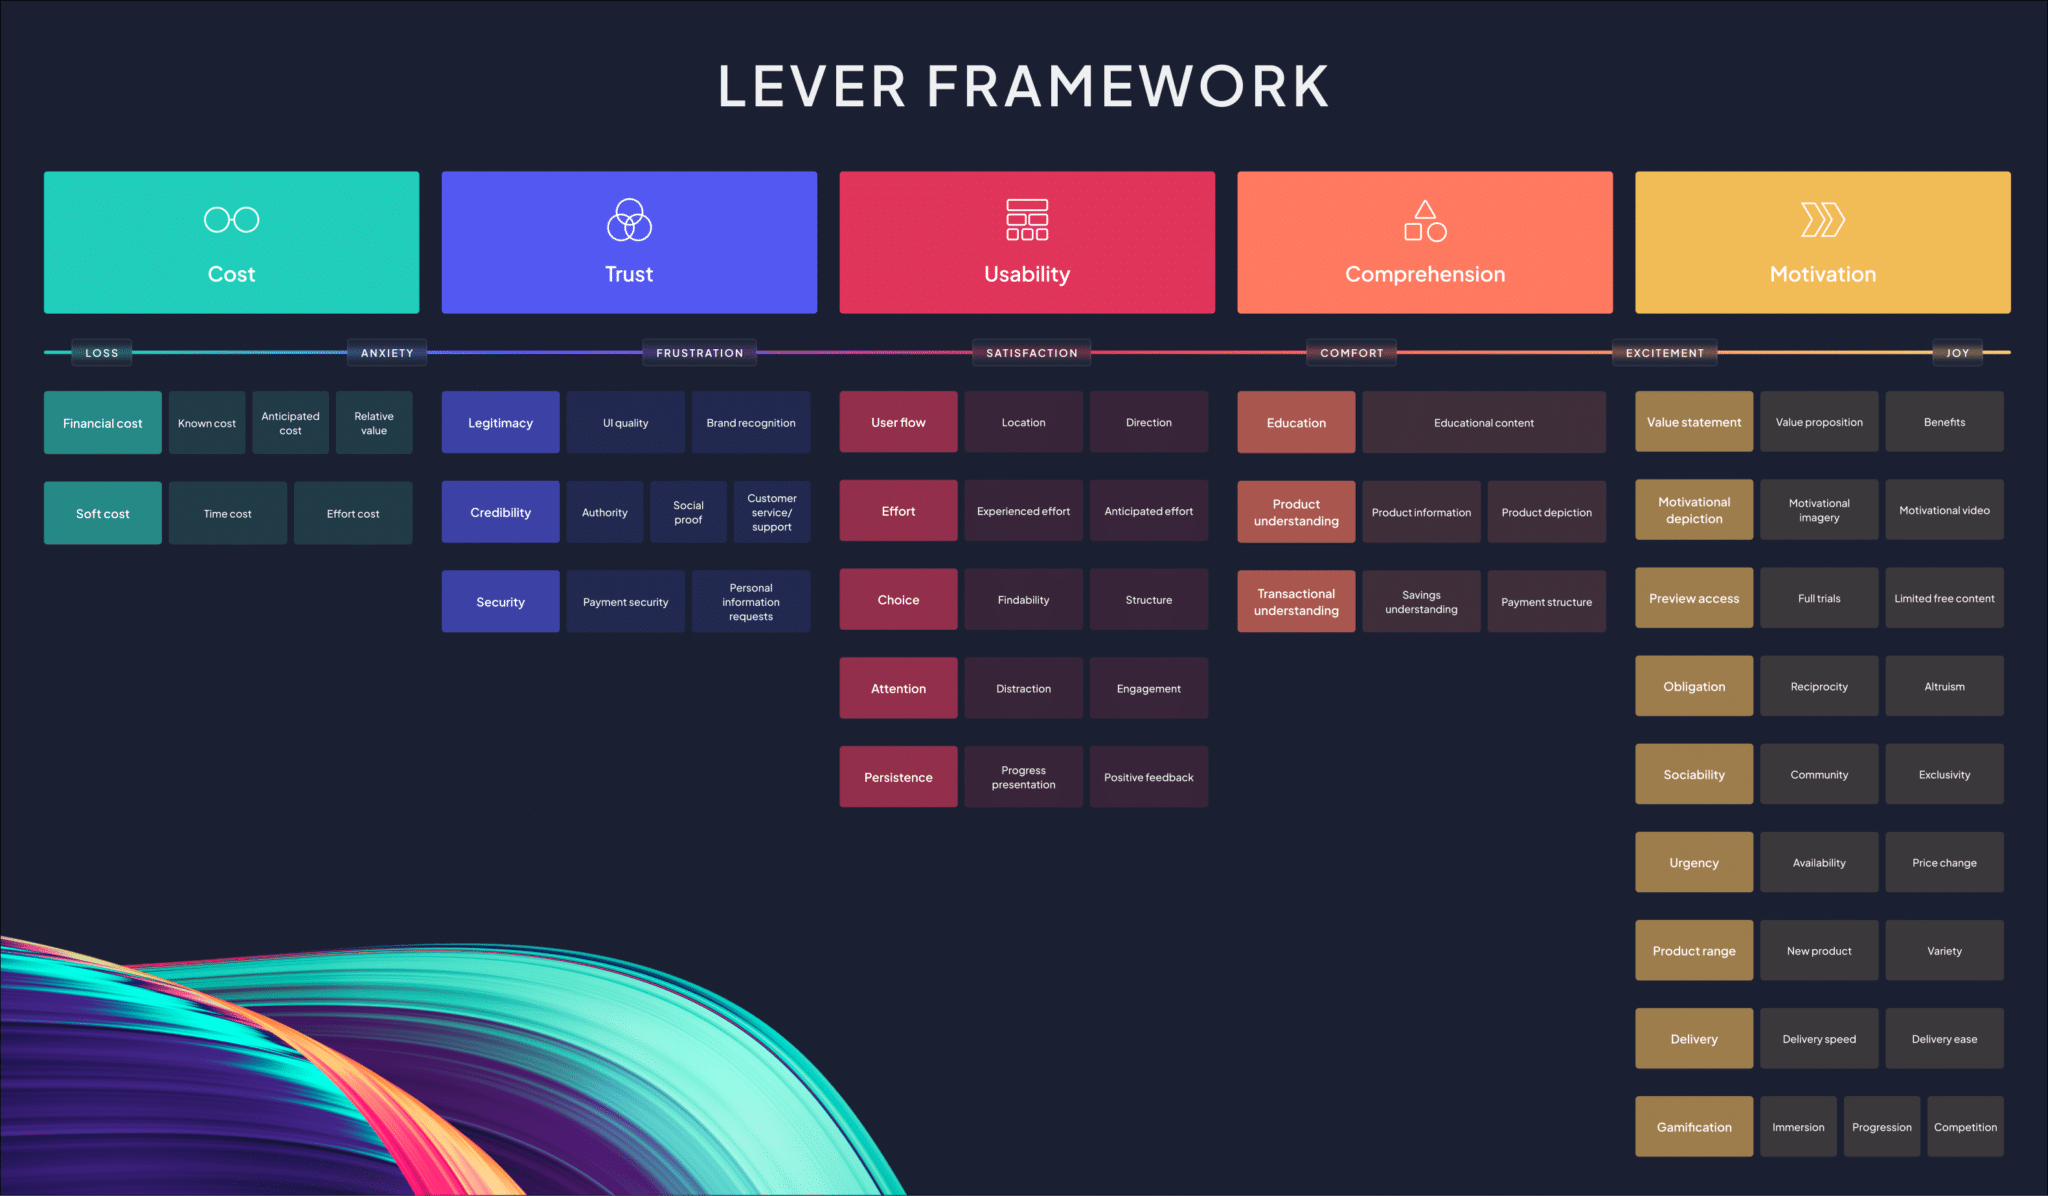 LEVER FRAMEWORK
Cost
Trust
Usability
Comprehension
Motivation
LOSS
ANXIETY
FRUSTRATION
SATISFACTION
COMFORT
EXCITEMENT
JOY
Financial cost
Known cost
Anticipated
cost
Relative
value
Soft cost
Time cost
Effort cost
Legitimacy
UI quality
Brand recognition
Credibility
Authority
Social
proof
Customer
service/
support
Security
Payment security
Personal
information
requests
User flow
Location
Direction
Effort
Experienced effort
Anticipated effort
Choice
Findability
Structure
Attention
Distraction
Engagement
Persistence
Progress
presentation
Positive feedback
Education
Educational content
Product
understanding
Product information
Product depiction
Transactional
understanding
Savings
understanding
Payment structure
Value statement
Value proposition
Benefits
Motivational
depiction
Motivational
imagery
Motivational video
Preview access
Full trials
Limited free content
Obligation
Reciprocity
Altruism
Sociability
Community
Exclusivity
Urgency
Availability
Price change
Product range
New product
Variety
Delivery
Delivery speed
Delivery ease
Gamification
Immersion
Progression
Competition